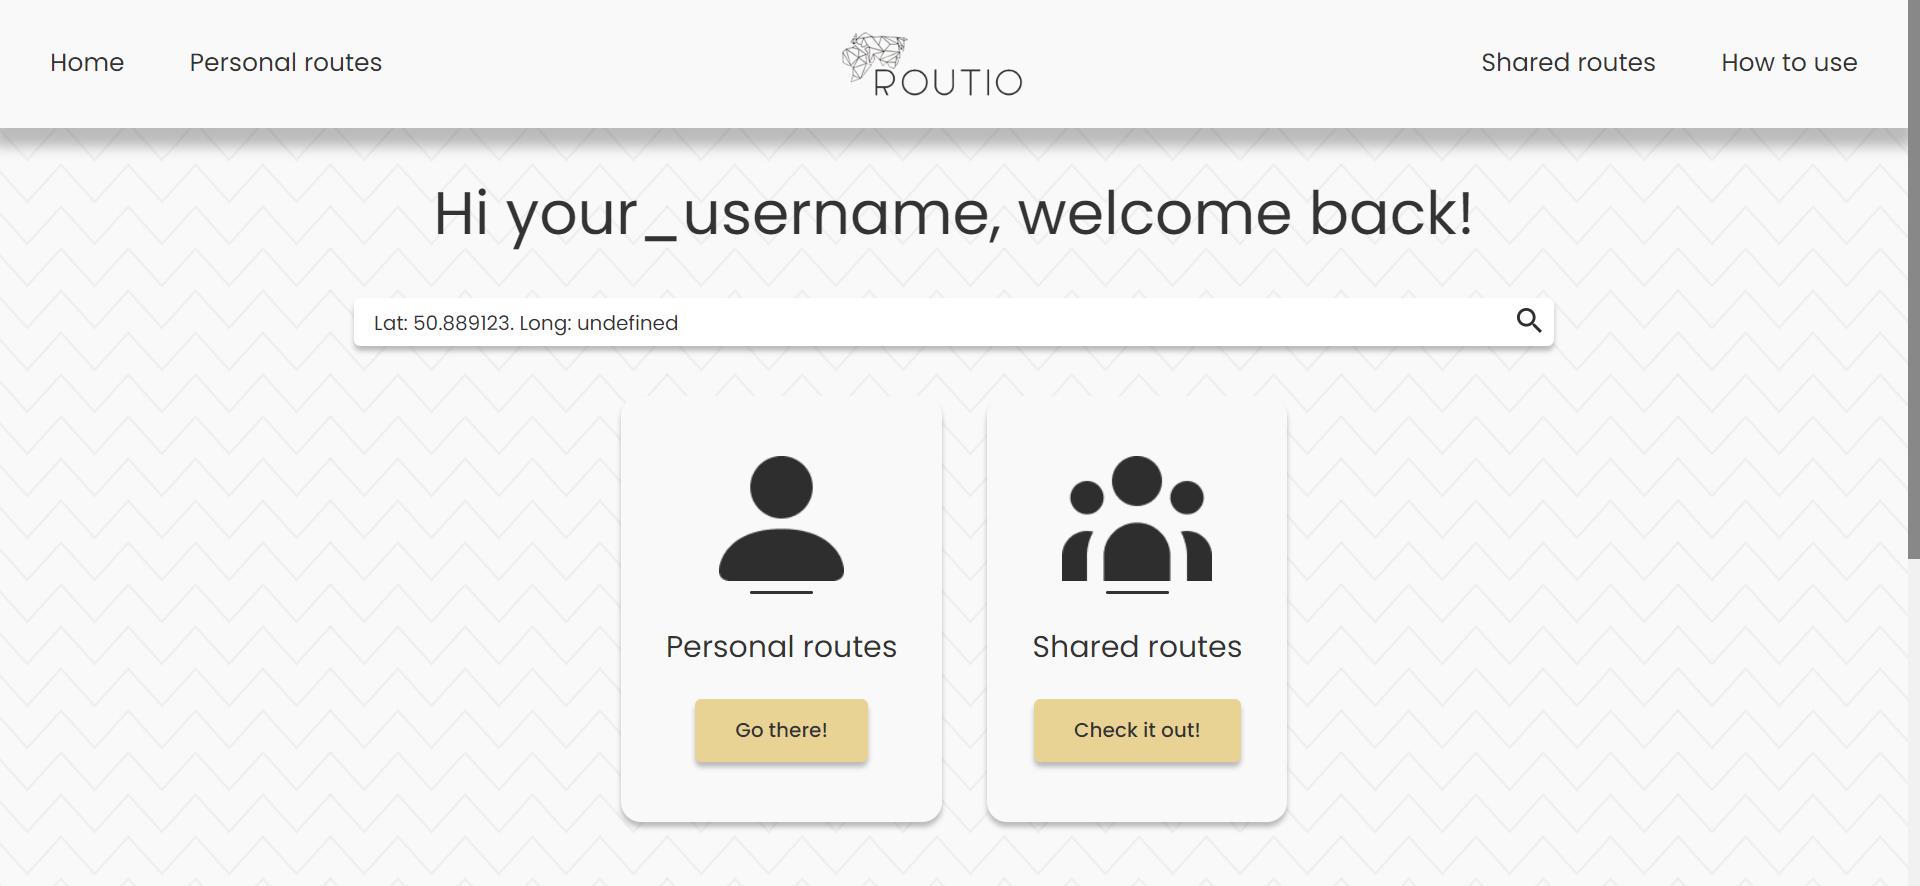 Home
Personal routes
ROUTIO
Shared routes
How to use
Hi your_username, welcome back!
Lat: 50.889123. Long: undefined
Personal routes
Shared routes
Go there!
Check it out!